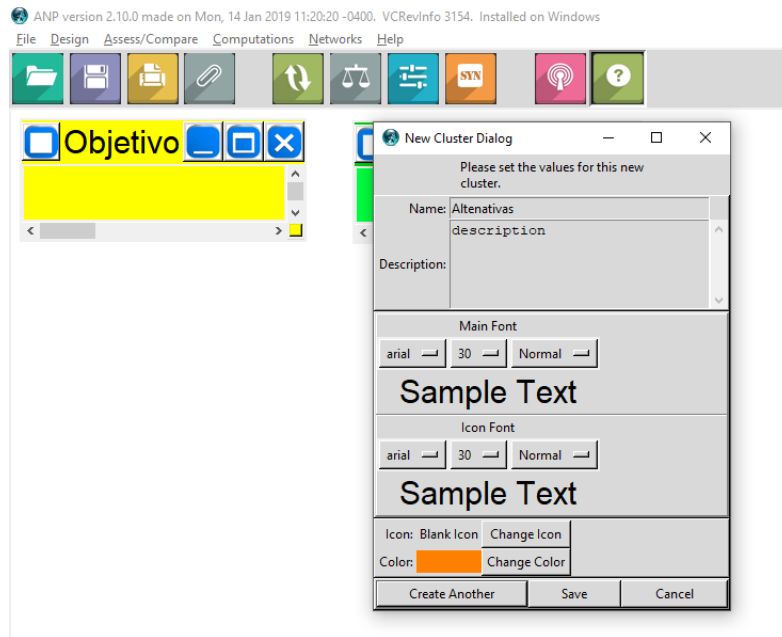 ANP version 2.10.0 made on Mon, 14 Jan 2019 11:20:20 -0400. VCRevInfo 3154. Installed on Windows
File Design Assess/Compare Computations Networks Help
SYN
?
Objetivo
New Cluster Dialog
Please set the values for this new
cluster.
Name: Altenativas
Description: description
Main Font
arial 30 Normal
Sample Text
Icon Font
arial 30 Normal
Sample Text
Icon: Blank Icon Change Icon
Color: Change Color
Create Another Save Cancel